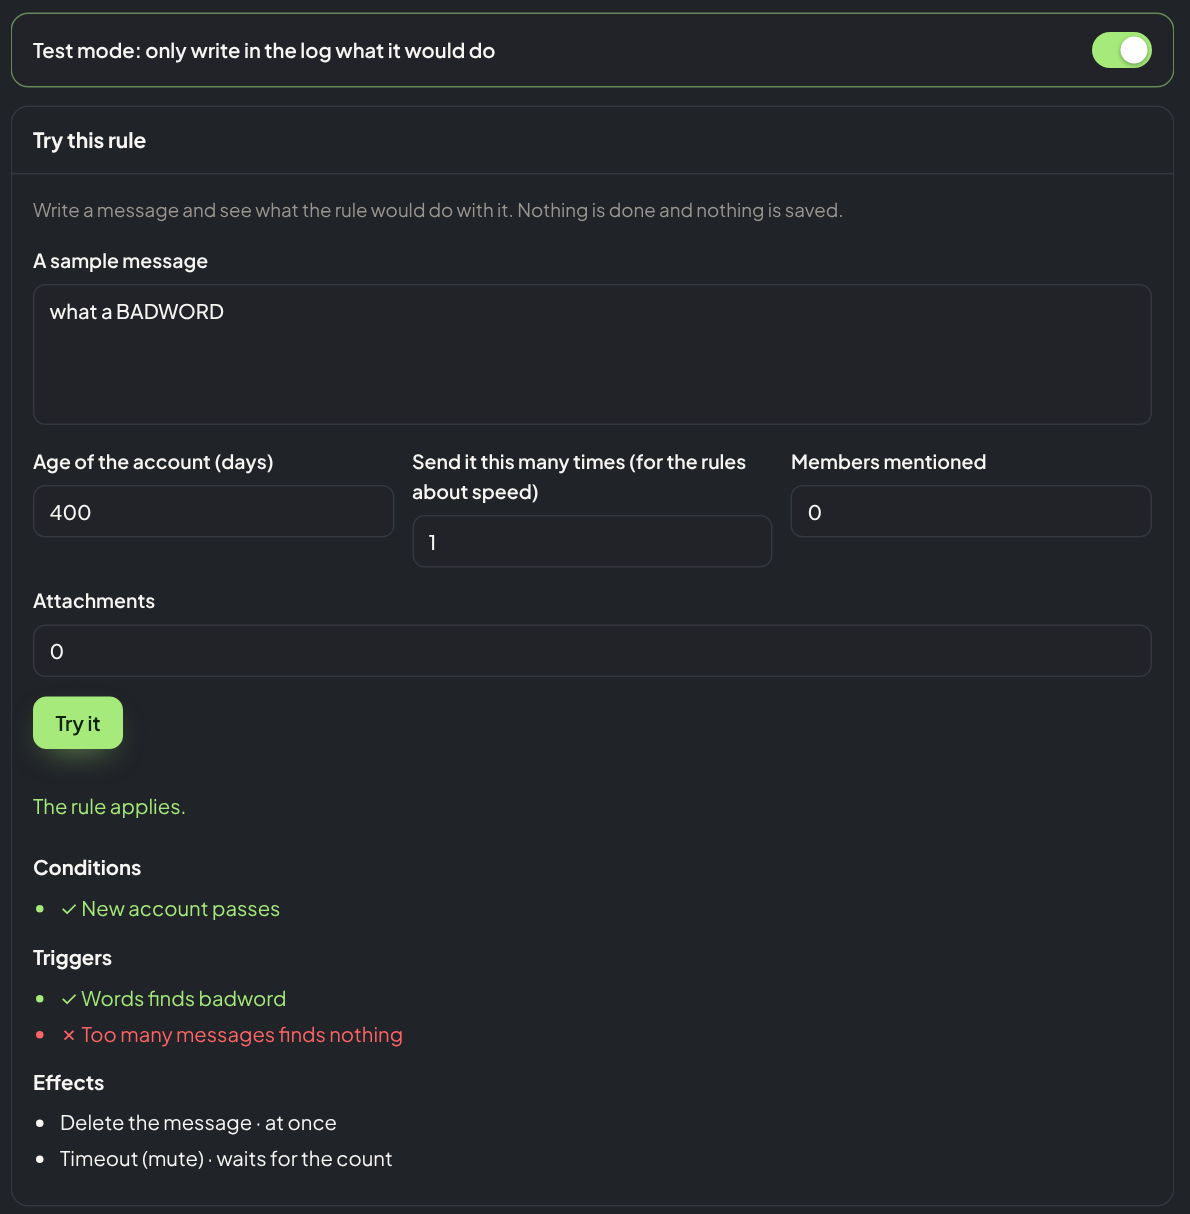 Test mode: only write in the log what it would do
Try this rule
Write a message and see what the rule would do with it. Nothing is done and nothing is saved.
A sample message
what a BADWORD
Age of the account (days)
400
Send it this many times (for the rules
about speed)
1
Members mentioned
0
Attachments
0
Try it
The rule applies.
Conditions
• ✓ New account passes
Triggers
• ✓ Words finds badword
• × Too many messages finds nothing
Effects
• Delete the message · at once
• Timeout (mute) · waits for the count